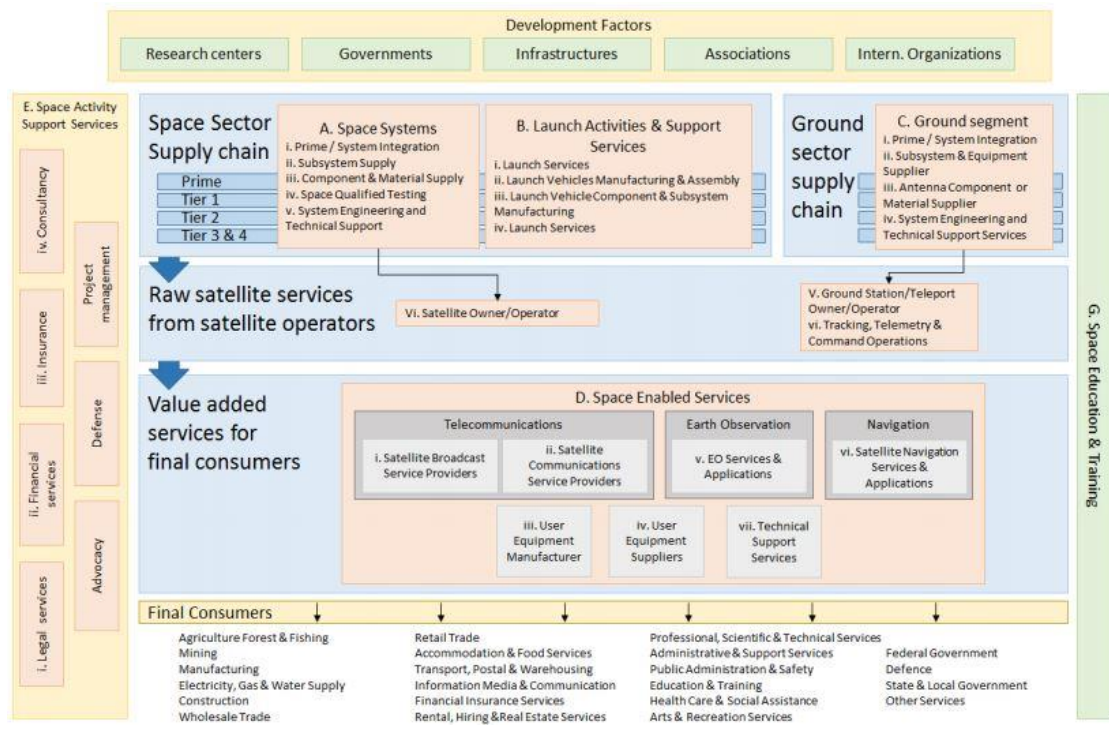 Development Factors
Research centers
Governments
Infrastructures
Associations
Intern. Organizations
E. Space Activity
Support Services
iv. Consultancy
iii. Insurance
ii. Financial
services
i. Legal services
Project
management
Defense
Advocacy
Space Sector
Supply chain
Prime
Tier 1
Tier 2
Tier 3 & 4
A. Space Systems
i. Prime / System Integration
ii. Subsystem Supply
iii. Component & Material Supply
iv. Space Qualified Testing
v. System Engineering and
Technical Support
B. Launch Activities & Support
Services
i. Launch Services
ii. Launch Vehicles Manufacturing & Assembly
iii. Launch Vehicle Component & Subsystem
Manufacturing
iv. Launch Services
Ground
sector
supply
chain
C. Ground segment
i. Prime / System Integration
ii. Subsystem & Equipment
Supplier
iii. Antenna Component or
Material Supplier
iv. System Engineering and
Technical Support Services
Raw satellite services
from satellite operators
Vi. Satellite Owner/Operator
V. Ground Station/Teleport
Owner/Operator
vi. Tracking, Telemetry &
Command Operations
Value added
services for
final consumers
D. Space Enabled Services
Telecommunications
i. Satellite Broadcast
Service Providers
ii. Satellite
Communications
Service Providers
Earth Observation
v. EO Services &
Applications
Navigation
vi. Satellite Navigation
Services &
Applications
iii. User
Equipment
Manufacturer
iv. User
Equipment
Suppliers
vii. Technical
Support
Services
G. Space Education & Training
Final Consumers
Agriculture Forest & Fishing
Mining
Manufacturing
Electricity, Gas & Water Supply
Construction
Wholesale Trade
Retail Trade
Accommodation & Food Services
Transport, Postal & Warehousing
Information Media & Communication
Financial Insurance Services
Rental, Hiring &Real Estate Services
Professional, Scientific & Technical Services
Administrative & Support Services
Public Administration & Safety
Education & Training
Health Care & Social Assistance
Arts & Recreation Services
Federal Government
Defence
State & Local Government
Other Services